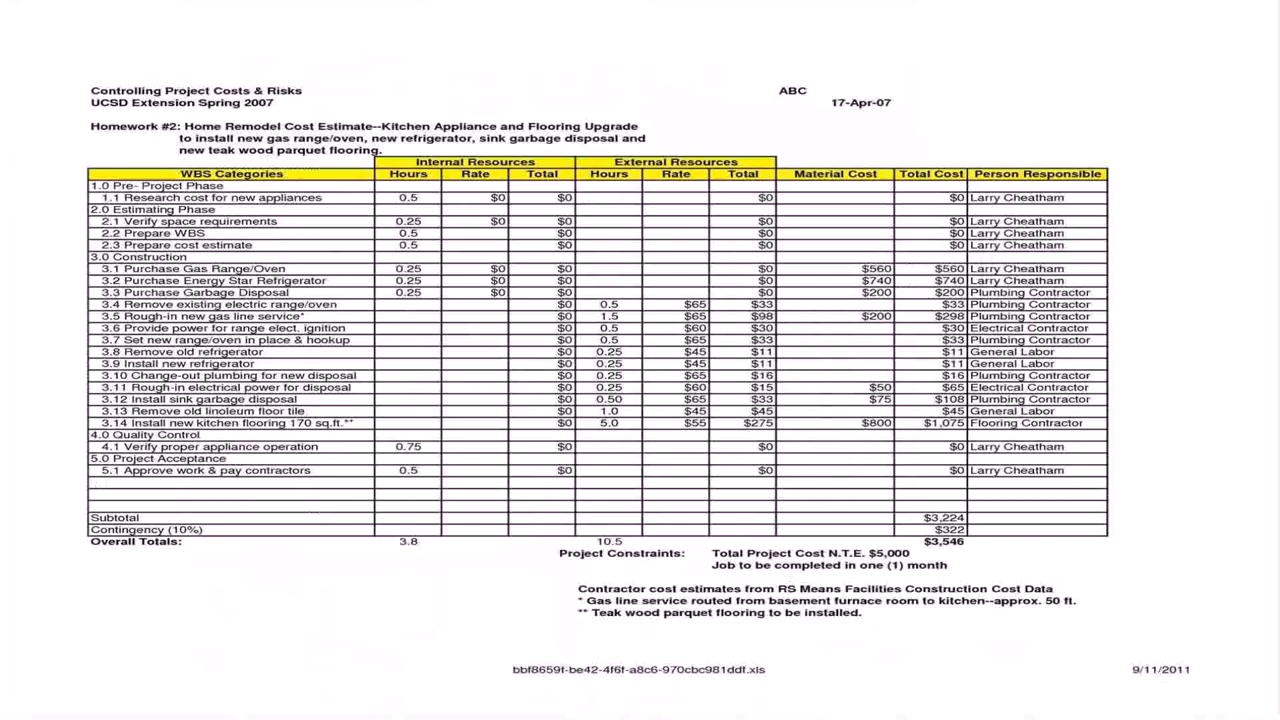 Controlling Project Costs & Risks ABC
UCSD Extension Spring 2007 17-Apr-07
Homework #2: Home Remodel Cost Estimate--Kitchen Appliance and Flooring Upgrade
to install new gas range/oven, new refrigerator, sink garbage disposal and
new teak wood parquet flooring.
Internal Resources External Resources
WBS Categories Hours Rate Total Hours Rate Total Material Cost Total Cost Person Responsible
1.0 Pre- Project Phase
1.1 Research cost for new appliances 0.5 $0 $0 $0 $0 Larry Cheatham
2.0 Estimating Phase
2.1 Verify space requirements 0.25 $0 $0 $0 $0 Larry Cheatham
2.2 Prepare WBS 0.5 $0 $0 $0 Larry Cheatham
2.3 Prepare cost estimate 0.5 $0 $0 $0 Larry Cheatham
3.0 Construction
3.1 Purchase Gas Range/Oven 0.25 $0 $0 $0 $560 $560 Larry Cheatham
3.2 Purchase Energy Star Refrigerator 0.25 $0 $0 $0 $740 $740 Larry Cheatham
3.3 Purchase Garbage Disposal 0.25 $0 $0 $0 $200 $200 Plumbing Contractor
3.4 Remove existing electric range/oven $0 0.5 $65 $33 $33 Plumbing Contractor
3.5 Rough-in new gas line service* $0 1.5 $65 $98 $200 $298 Plumbing Contractor
3.6 Provide power for range elect. ignition $0 0.5 $60 $30 $30 Electrical Contractor
3.7 Set new range/oven in place & hookup $0 0.5 $65 $33 $33 Plumbing Contractor
3.8 Remove old refrigerator $0 0.25 $45 $11 $11 General Labor
3.9 Install new refrigerator $0 0.25 $45 $11 $11 General Labor
3.10 Change-out plumbing for new disposal $0 0.25 $65 $16 $16 Plumbing Contractor
3.11 Rough-in electrical power for disposal $0 0.25 $60 $15 $50 $65 Electrical Contractor
3.12 Install sink garbage disposal $0 0.50 $65 $33 $75 $108 Plumbing Contractor
3.13 Remove old linoleum floor tile $0 1.0 $45 $45 $45 General Labor
3.14 Install new kitchen flooring 170 sq.ft.** $0 5.0 $55 $275 $800 $1,075 Flooring Contractor
4.0 Quality Control
4.1 Verify proper appliance operation 0.75 $0 $0 $0 Larry Cheatham
5.0 Project Acceptance
5.1 Approve work & pay contractors 0.5 $0 $0 $0 Larry Cheatham
Subtotal $3,224
Contingency (10%) $322
Overall Totals: 3.8 10.5 $3,546
Project Constraints: Total Project Cost N.T.E. $5,000
Job to be completed in one (1) month
Contractor cost estimates from RS Means Facilities Construction Cost Data
* Gas line service routed from basement furnace room to kitchen--approx. 50 ft.
** Teak wood parquet flooring to be installed.
bbf8659f-be42-4f6f-a8c6-970cbc981ddf.xls 9/11/2011